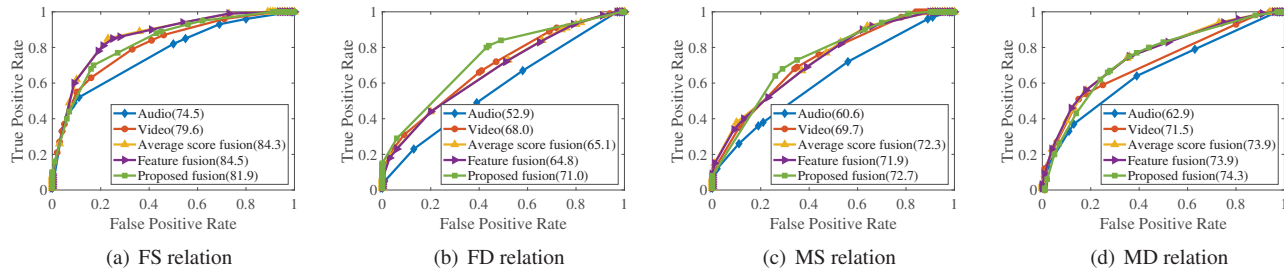 True Positive Rate
1
0.8
0.6
0.4
0.2
0
0 0.2 0.4 0.6 0.8 1
False Positive Rate
Audio(74.5)
Video(79.6)
Average score fusion(84.3)
Feature fusion(84.5)
Proposed fusion(81.9)
(a) FS relation
True Positive Rate
1
0.8
0.6
0.4
0.2
0
0 0.2 0.4 0.6 0.8 1
False Positive Rate
Audio(52.9)
Video(68.0)
Average score fusion(65.1)
Feature fusion(64.8)
Proposed fusion(71.0)
(b) FD relation
True Positive Rate
1
0.8
0.6
0.4
0.2
0
0 0.2 0.4 0.6 0.8 1
False Positive Rate
Audio(60.6)
Video(69.7)
Average score fusion(72.3)
Feature fusion(71.9)
Proposed fusion(72.7)
(c) MS relation
True Positive Rate
1
0.8
0.6
0.4
0.2
0
0 0.2 0.4 0.6 0.8 1
False Positive Rate
Audio(62.9)
Video(71.5)
Average score fusion(73.9)
Feature fusion(73.9)
Proposed fusion(74.3)
(d) MD relation